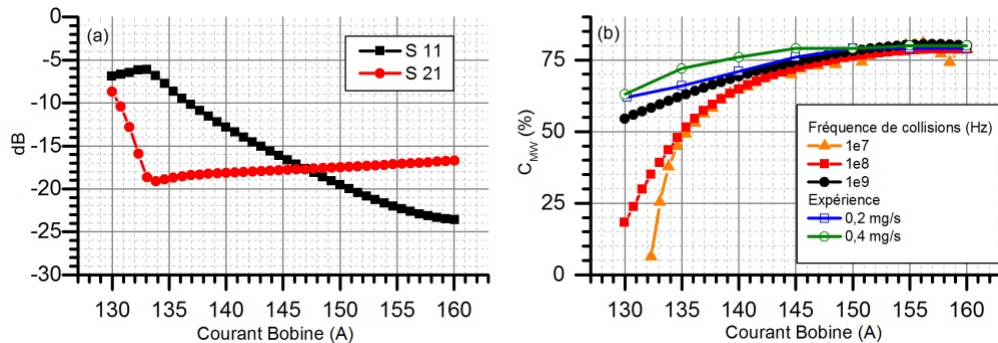 (a)
S 11
S 21
0
-5
-10
-15
-20
-25
-30
dB
130 135 140 145 150 155 160
Courant Bobine (A)
(b)
75
50
25
0
C_MW (%)
Fréquence de collisions (Hz)
1e7
1e8
1e9
Expérience
0,2 mg/s
0,4 mg/s
130 135 140 145 150 155 160
Courant Bobine (A)